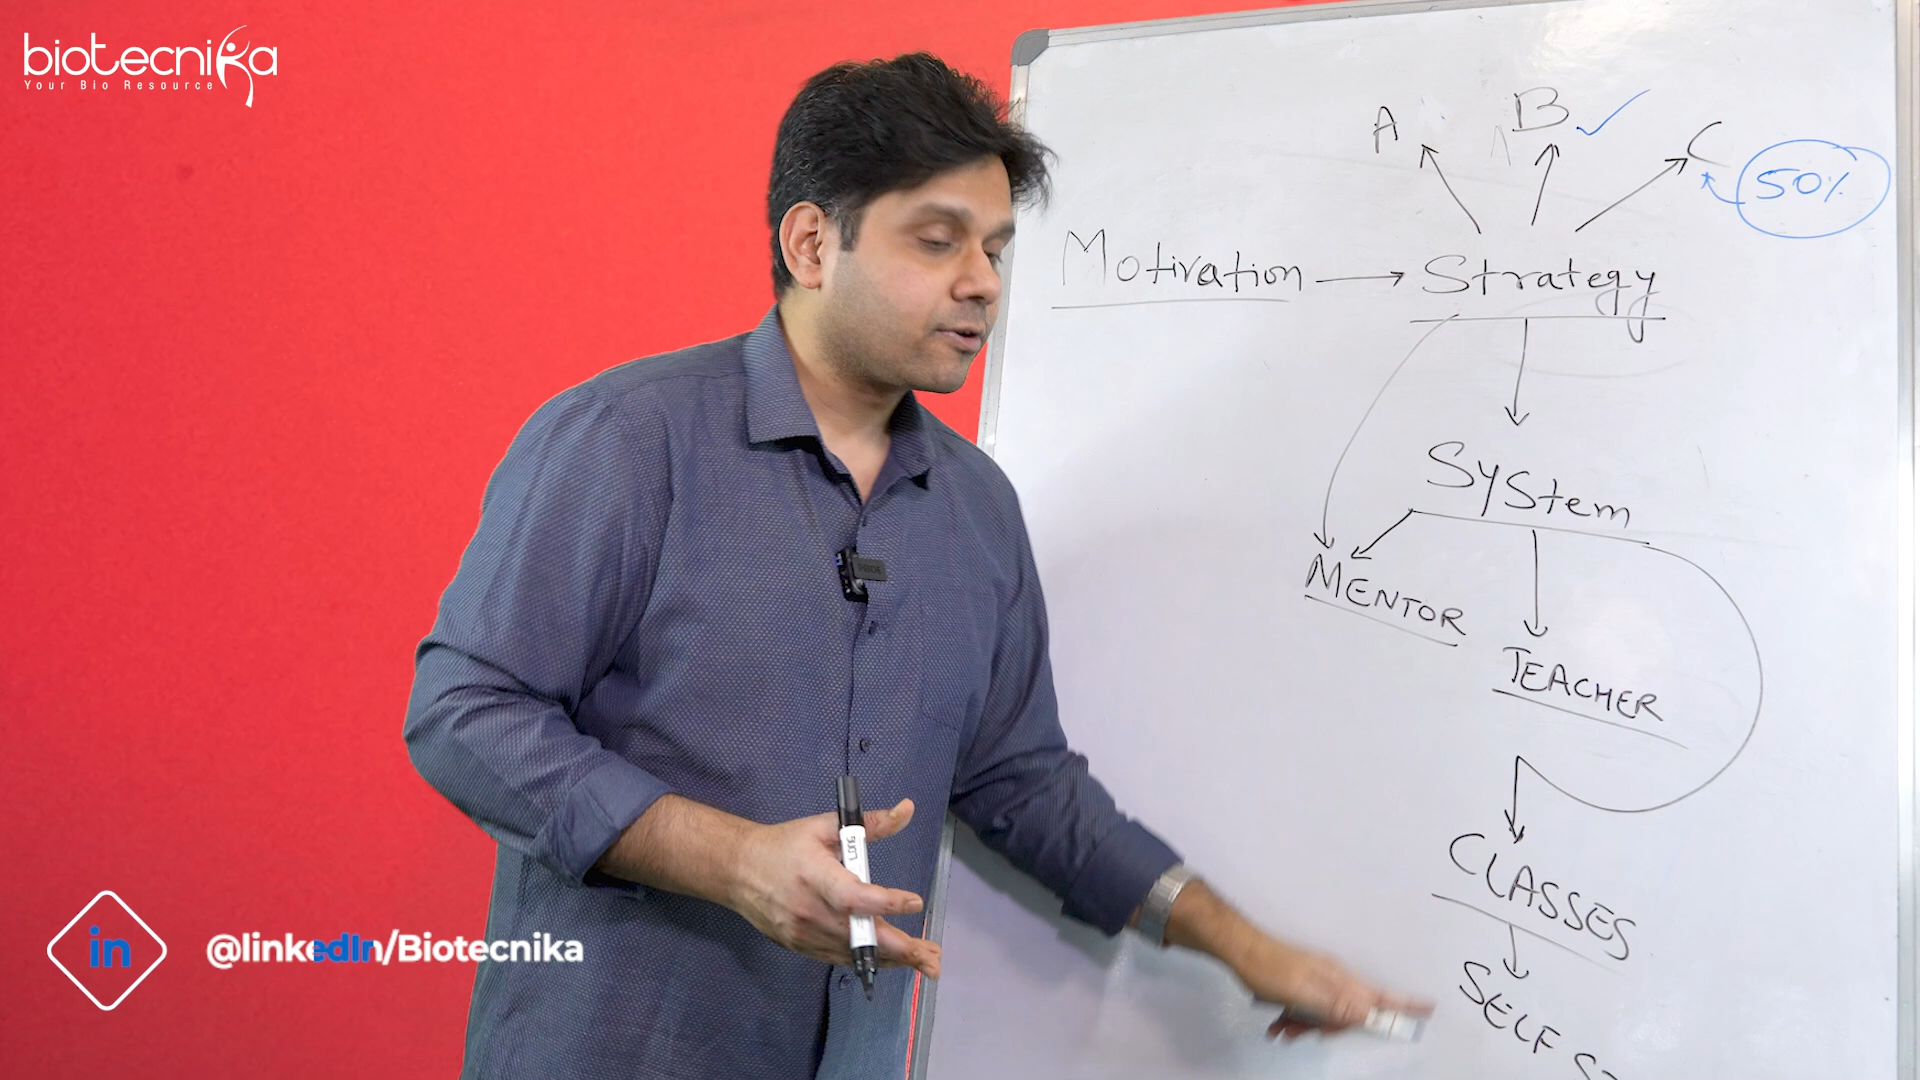 biotecnika
Your Bio Resource
A
B
C
50%
Motivation
Strategy
System
MENTOR
TEACHER
CLASSES
SELF
in
@linkedIn/Biotecnika